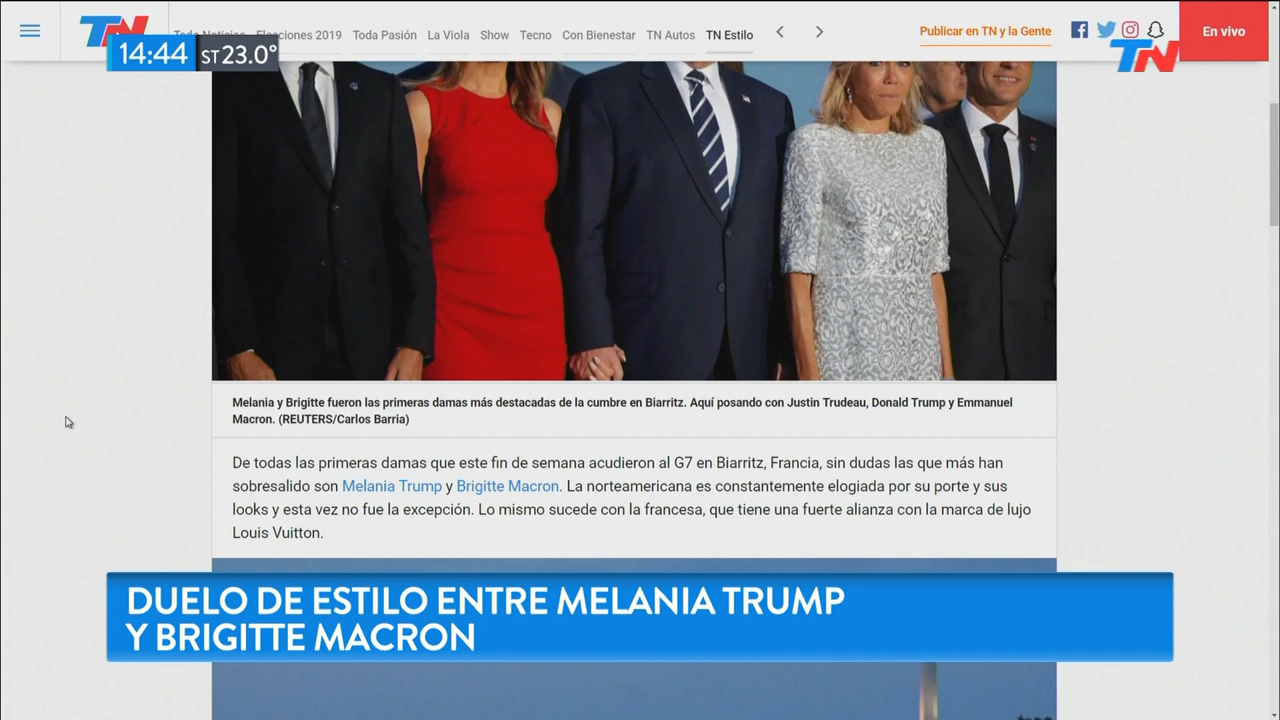 TN
Todo Noticias
Elecciones 2019
Toda Pasión
La Viola
Show
Tecno
Con Bienestar
TN Autos
TN Estilo
Publicar en TN y la Gente
En vivo
14:44 ST 23.0°
TN
Melania y Brigitte fueron las primeras damas más destacadas de la cumbre en Biarritz. Aquí posando con Justin Trudeau, Donald Trump y Emmanuel
Macron. (REUTERS/Carlos Barria)
De todas las primeras damas que este fin de semana acudieron al G7 en Biarritz, Francia, sin dudas las que más han
sobresalido son Melania Trump y Brigitte Macron. La norteamericana es constantemente elogiada por su porte y sus
looks y esta vez no fue la excepción. Lo mismo sucede con la francesa, que tiene una fuerte alianza con la marca de lujo
Louis Vuitton.
DUELO DE ESTILO ENTRE MELANIA TRUMP
Y BRIGITTE MACRON